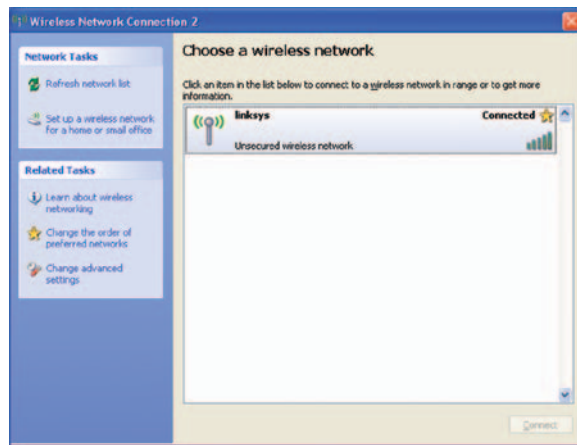 Wireless Network Connection 2
Network Tasks
Refresh network list
Set up a wireless network
for a home or small office
Related Tasks
Learn about wireless
networking
Change the order of
preferred networks
Change advanced
settings
Choose a wireless network
Click an item in the list below to connect to a wireless network in range or to get more
information.
linksys
Connected
Unsecured wireless network
Connect